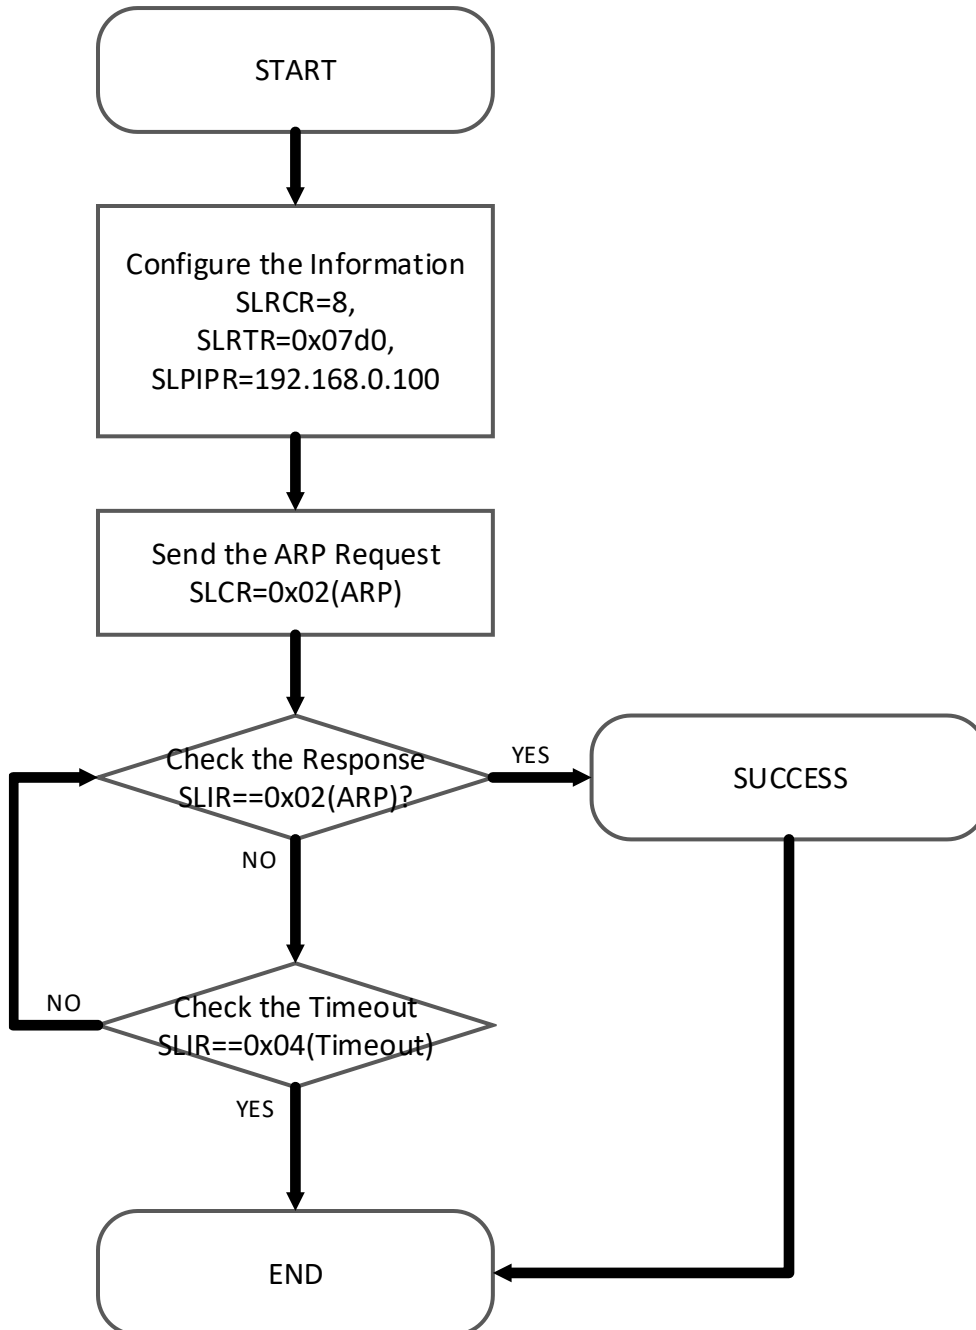 START
Configure the Information
SLRCR=8,
SLRTR=0x07d0,
SLPIPR=192.168.0.100
Send the ARP Request
SLCR=0x02(ARP)
Check the Response
SLIR==0x02(ARP)?
YES
SUCCESS
NO
Check the Timeout
SLIR==0x04(Timeout)
NO
YES
END